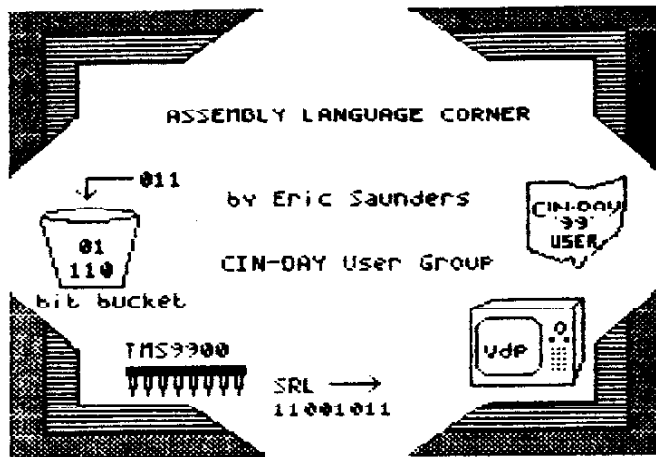 ASSEMBLY LANGUAGE CORNER
011
by Eric Saunders
CIN-DAY
'99'
USER
01
110
bit bucket
CIN-DAY User Group
TMS9900
VdP
SRL
11001011